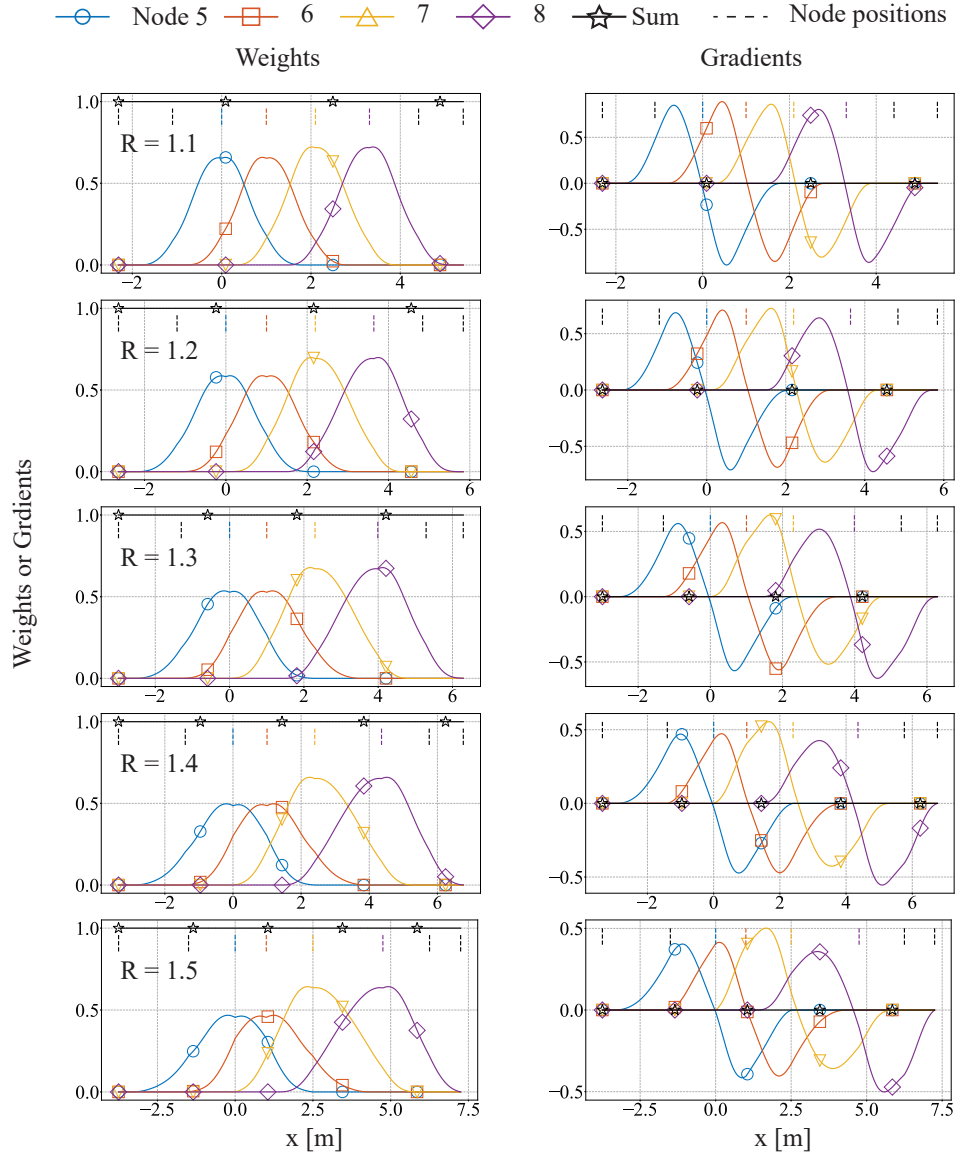 Node 5 6 7 8 Sum Node positions
Weights Gradients
Weights or Grdients
1.0
0.5
0.0
R = 1.1
−2 0 2 4
0.5
0.0
−0.5
−2 0 2 4
1.0
0.5
0.0
R = 1.2
−2 0 2 4
0.5
0.0
−0.5
−2 0 2 4 6
1.0
0.5
0.0
R = 1.3
−2 0 2 4 6
0.5
0.0
−0.5
−2 0 2 4 6
1.0
0.5
0.0
R = 1.4
−2 0 2 4 6
0.5
0.0
−0.5
−2 0 2 4 6
1.0
0.5
0.0
R = 1.5
−2.5 0.0 2.5 5.0 7.5
0.5
0.0
−0.5
−2.5 0.0 2.5 5.0 7.5
x [m] x [m]